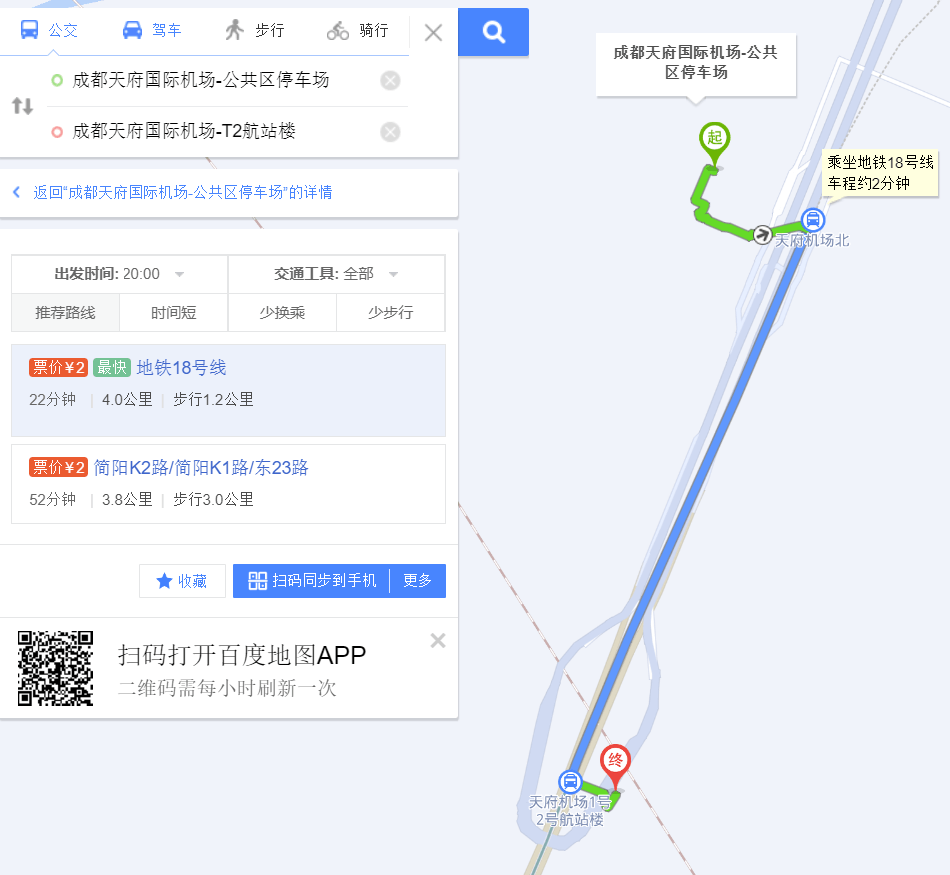 公交
驾车
步行
骑行
成都天府国际机场-公共区停车场
成都天府国际机场-T2航站楼
返回“成都天府国际机场-公共区停车场”的详情
出发时间: 20:00
交通工具: 全部
推荐路线
时间短
少换乘
少步行
票价¥2 最快 地铁18号线
22分钟 | 4.0公里 | 步行1.2公里
票价¥2 简阳K2路/简阳K1路/东23路
52分钟 | 3.8公里 | 步行3.0公里
收藏
扫码同步到手机 | 更多
扫码打开百度地图APP
二维码需每小时刷新一次
成都天府国际机场-公共
区停车场
起
乘坐地铁18号线
车程约2分钟
天府机场北
终
天府机场1号
2号航站楼